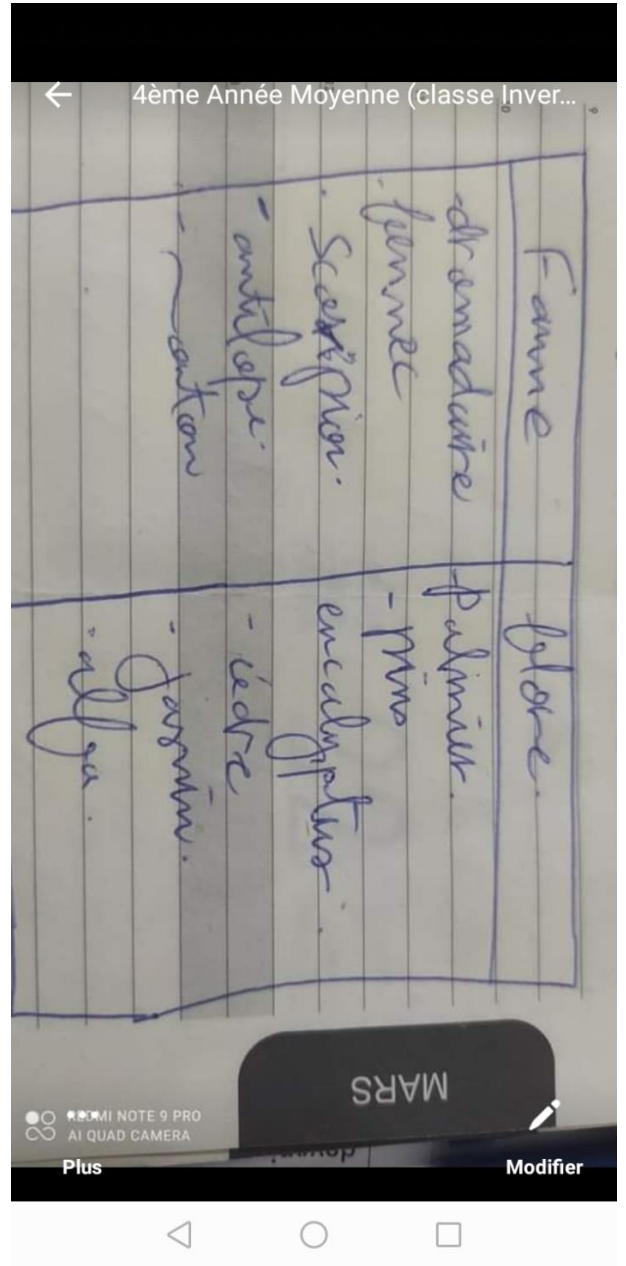 4ème Année Moyenne (classe Inver...
Faune
flore.
-dromadaire
- fennec
. Scorpion.
- antilope.
Palmier.
- Pins
eucalyptus.
- cèdre
- Jasmin.
- alfa.
MARS
REDMI NOTE 9 PRO
AI QUAD CAMERA
Plus
Modifier